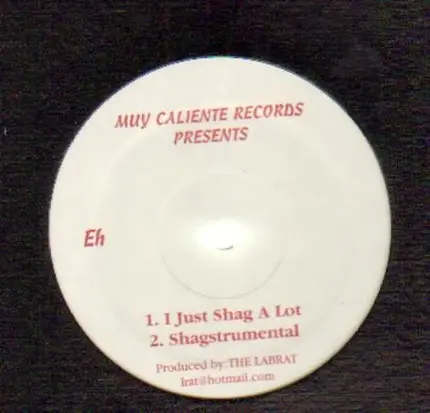 MUY CALIENTE RECORDS
PRESENTS
Eh
1. I Just Shag A Lot
2. Shagstrumental
Produced by: THE LABRAT
lrat@hotmail.com